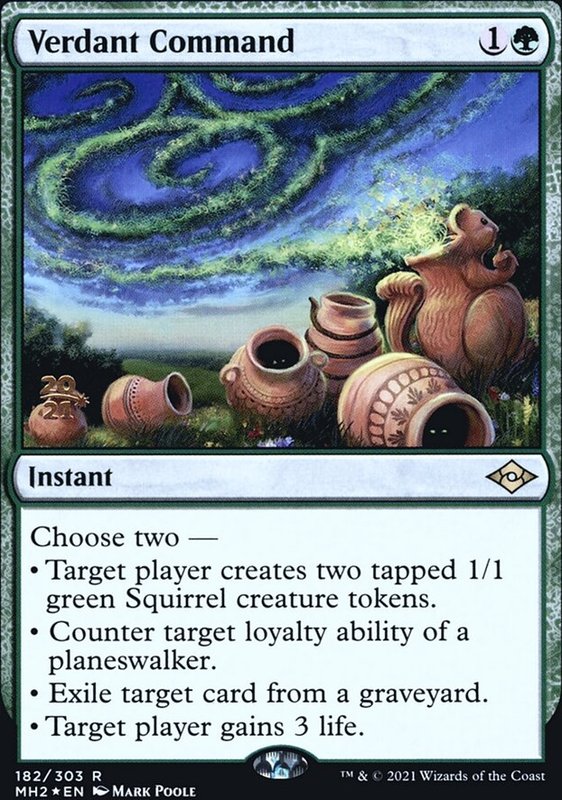 Verdant Command 1
20
21
Instant
Choose two —
• Target player creates two tapped 1/1
green Squirrel creature tokens.
• Counter target loyalty ability of a
planeswalker.
• Exile target card from a graveyard.
• Target player gains 3 life.
182/303 R
MH2 ★ EN MARK POOLE
™ & © 2021 Wizards of the Coast